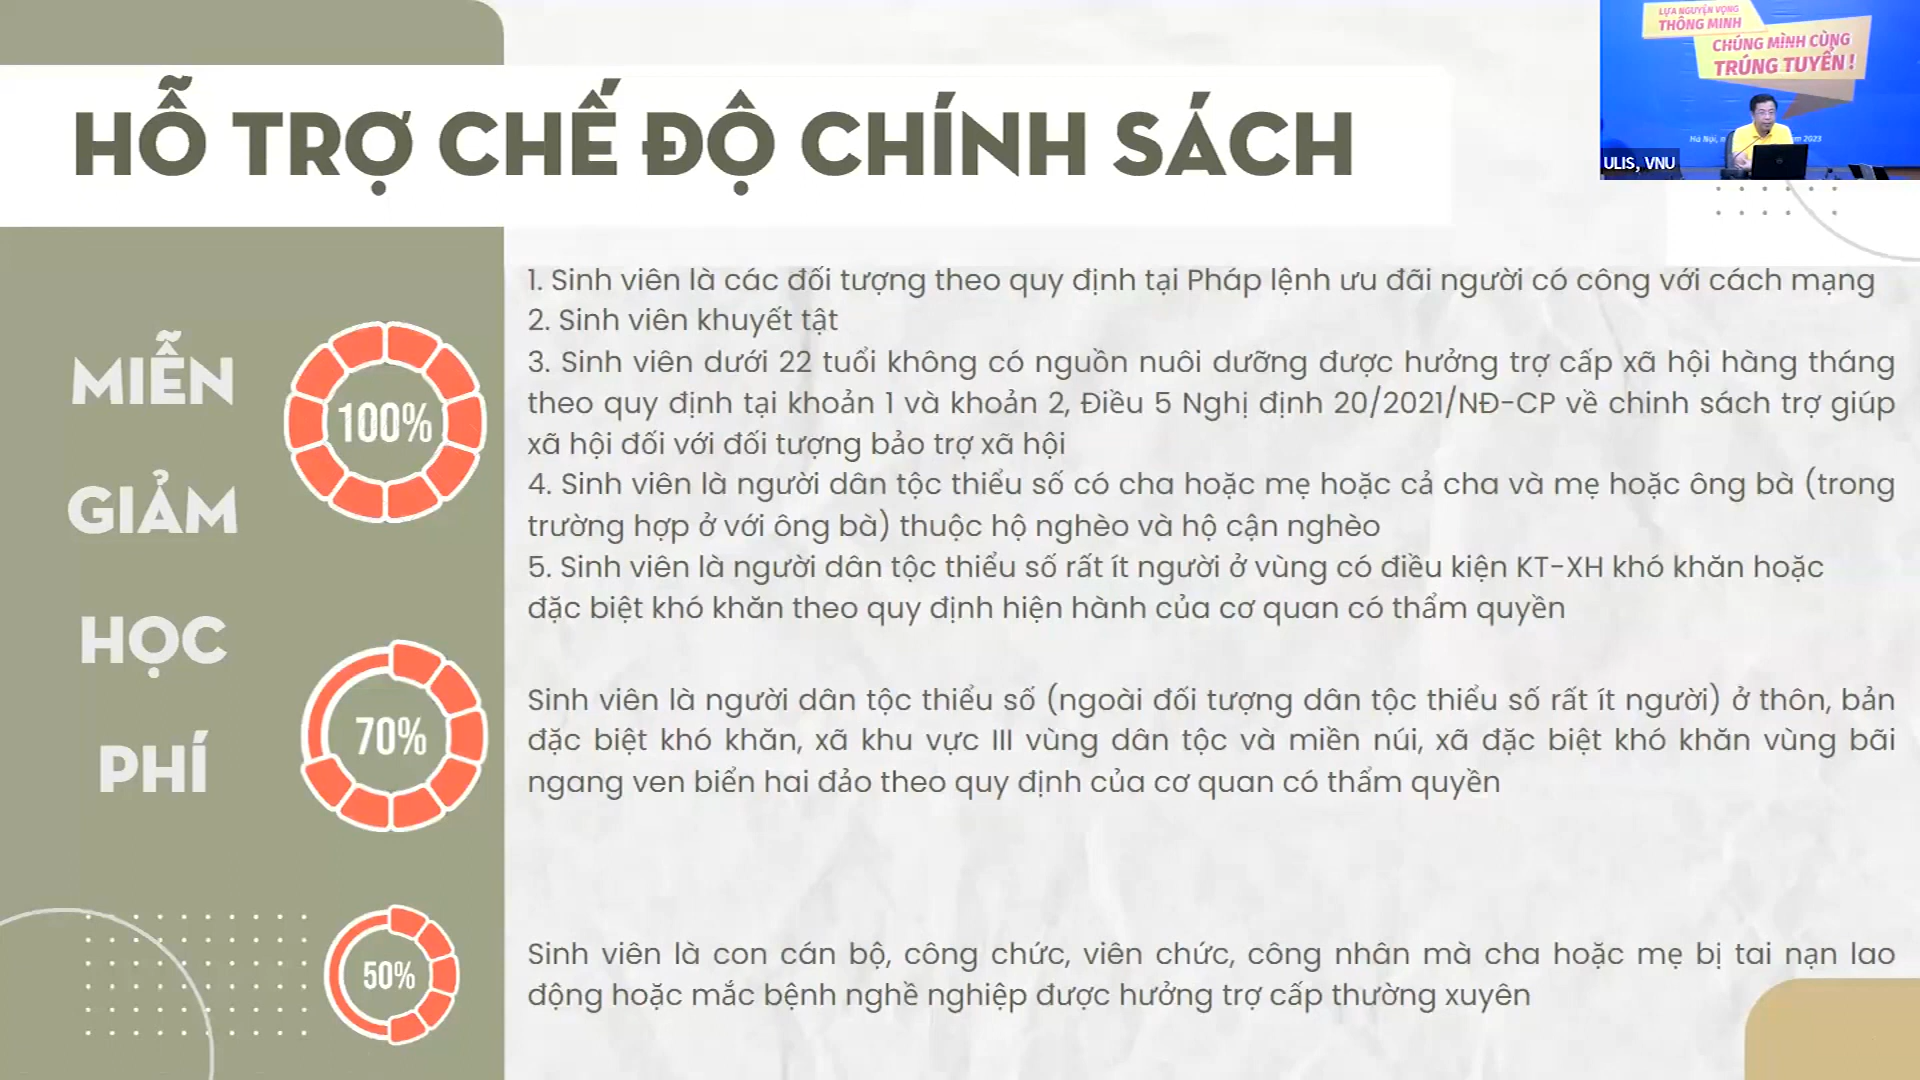 LỰA NGUYỆN VỌNG
THÔNG MINH
CHÚNG MÌNH CÙNG
TRÚNG TUYỂN !
2023
ULIS, VNU
HỖ TRỢ CHẾ ĐỘ CHÍNH SÁCH
MIỄN
GIẢM
HỌC
PHÍ
100%
1. Sinh viên là các đối tượng theo quy định tại Pháp lệnh ưu đãi người có công với cách mạng
2. Sinh viên khuyết tật
3. Sinh viên dưới 22 tuổi không có nguồn nuôi dưỡng được hưởng trợ cấp xã hội hàng tháng
theo quy định tại khoản 1 và khoản 2, Điều 5 Nghị định 20/2021/NĐ-CP về chinh sách trợ giúp
xã hội đối với đối tượng bảo trợ xã hội
4. Sinh viên là người dân tộc thiểu số có cha hoặc mẹ hoặc cả cha và mẹ hoặc ông bà (trong
trường hợp ở với ông bà) thuộc hộ nghèo và hộ cận nghèo
5. Sinh viên là người dân tộc thiểu số rất ít người ở vùng có điều kiện KT-XH khó khăn hoặc
đặc biệt khó khăn theo quy định hiện hành của cơ quan có thẩm quyền
70%
Sinh viên là người dân tộc thiểu số (ngoài đối tượng dân tộc thiểu số rất ít người) ở thôn, bản
đặc biệt khó khăn, xã khu vực III vùng dân tộc và miền núi, xã đặc biệt khó khăn vùng bãi
ngang ven biển hai đảo theo quy định của cơ quan có thẩm quyền
50%
Sinh viên là con cán bộ, công chức, viên chức, công nhân mà cha hoặc mẹ bị tai nạn lao
động hoặc mắc bệnh nghề nghiệp được hưởng trợ cấp thường xuyên